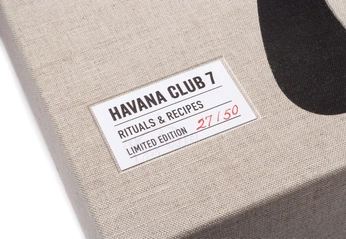 HAVANA CLUB 7
RITUALS & RECIPES
LIMITED EDITION 27/50